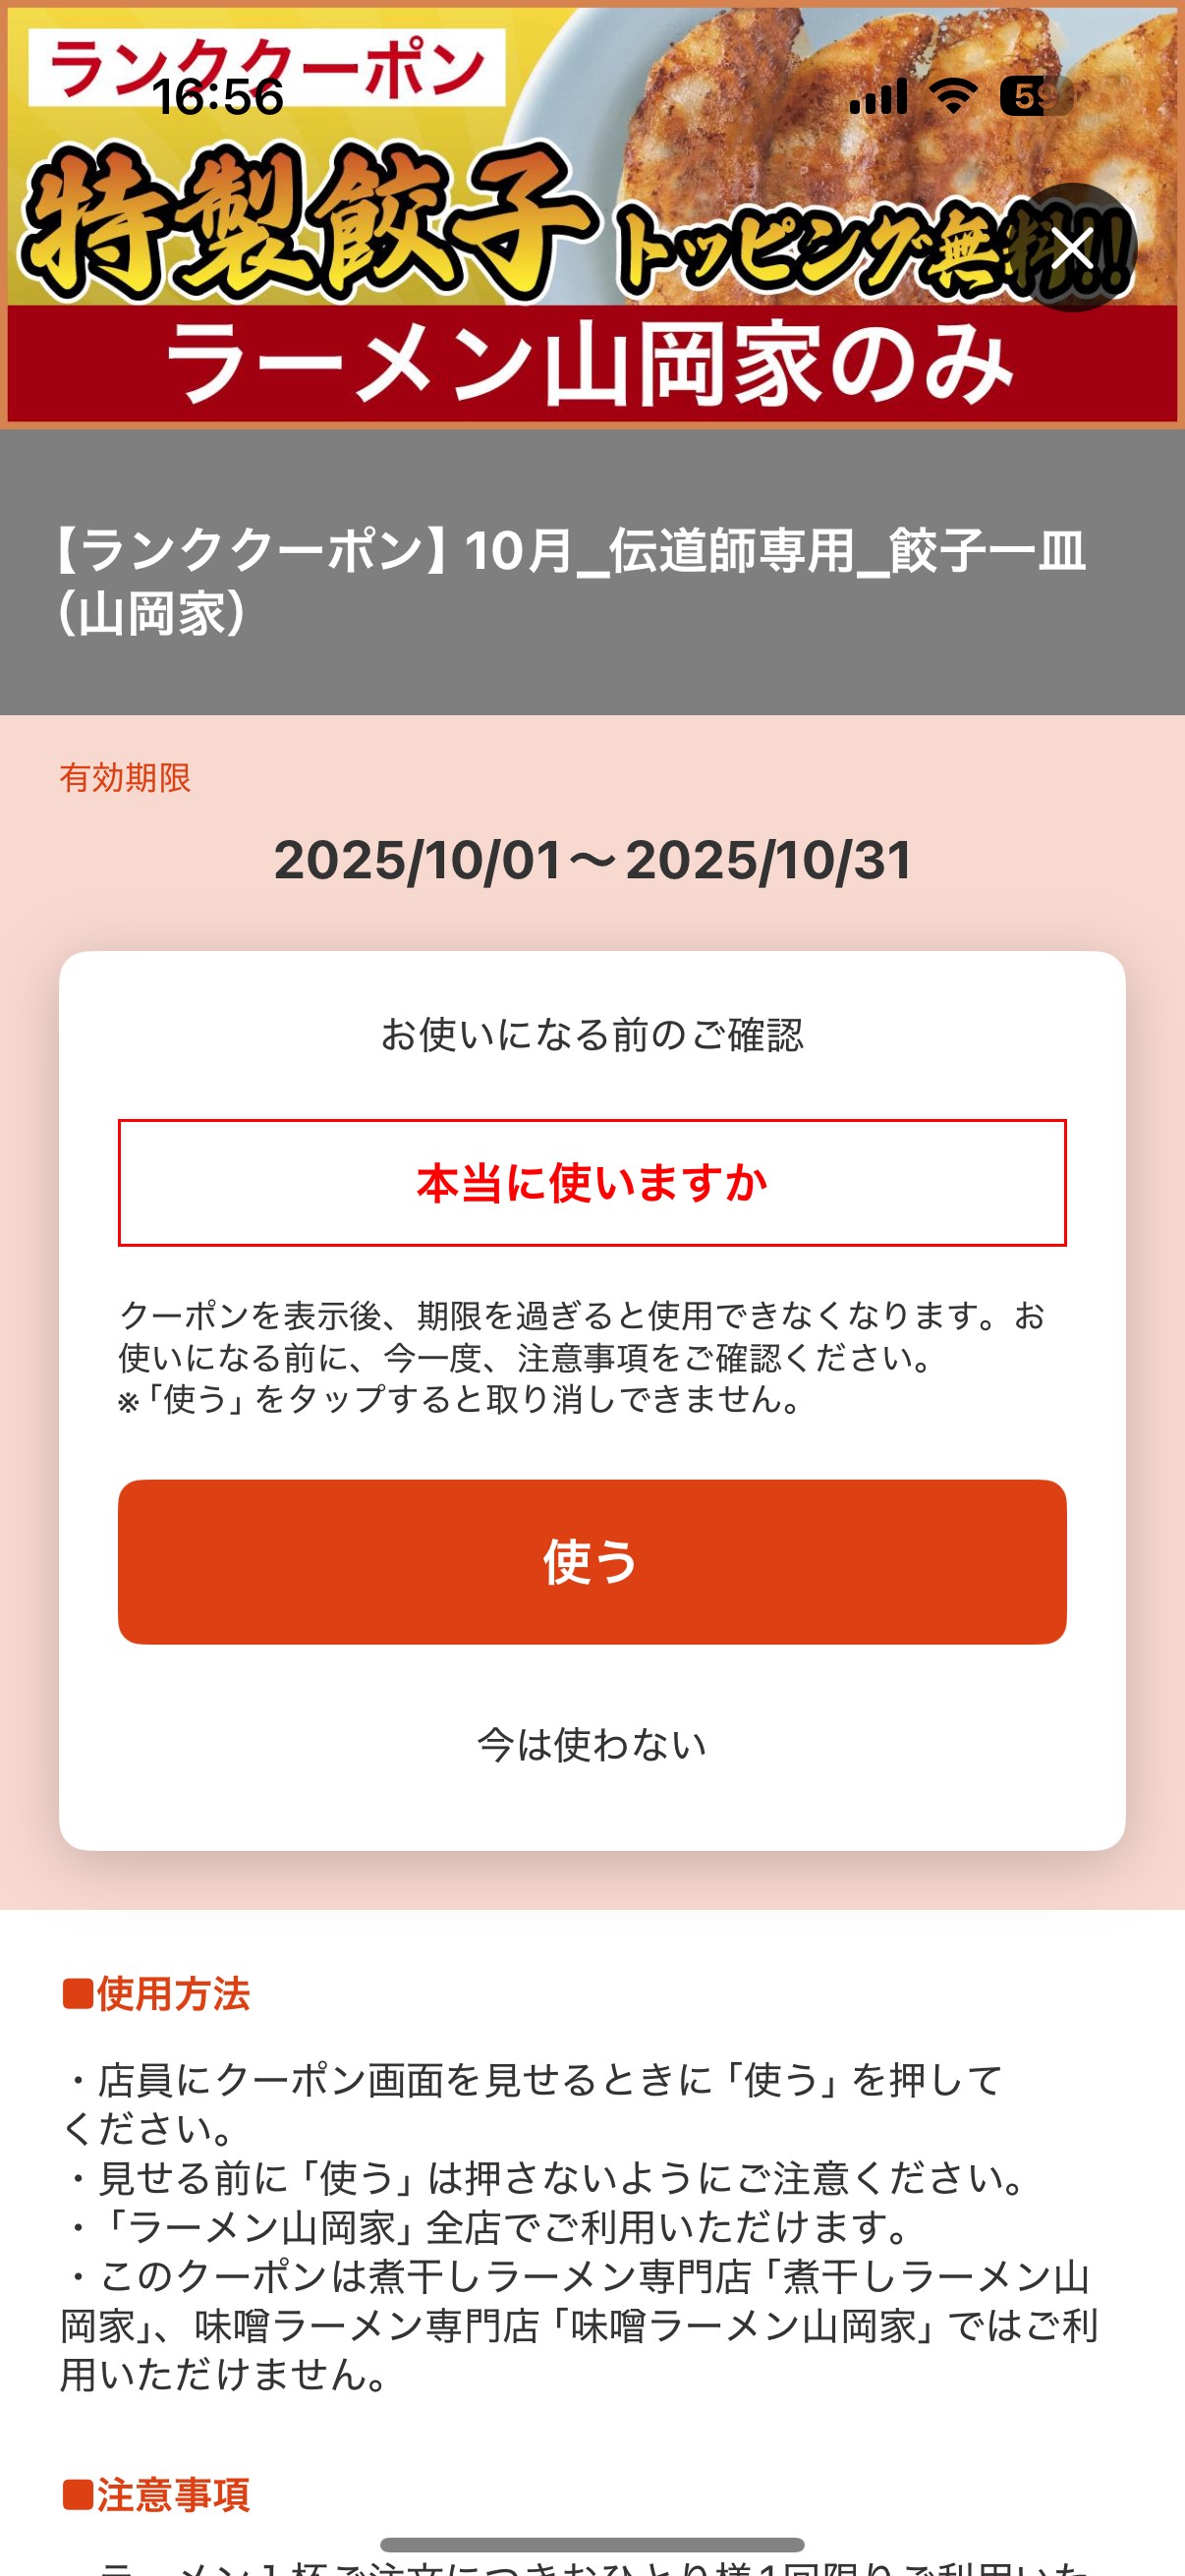 ランククーポン
16:56
特製餃子トッピング無料!!
ラーメン山岡家のみ
【ランククーポン】10月_伝道師専用_餃子一皿
(山岡家)
有効期限
2025/10/01〜2025/10/31
お使いになる前のご確認
本当に使いますか
クーポンを表示後、期限を過ぎると使用できなくなります。お
使いになる前に、今一度、注意事項をご確認ください。
※「使う」をタップすると取り消しできません。
使う
今は使わない
■使用方法
・店員にクーポン画面を見せるときに「使う」を押して
ください。
・見せる前に「使う」は押さないようにご注意ください。
・「ラーメン山岡家」全店でご利用いただけます。
・このクーポンは煮干しラーメン専門店「煮干しラーメン山
岡家」、味噌ラーメン専門店「味噌ラーメン山岡家」ではご利
用いただけません。
■注意事項